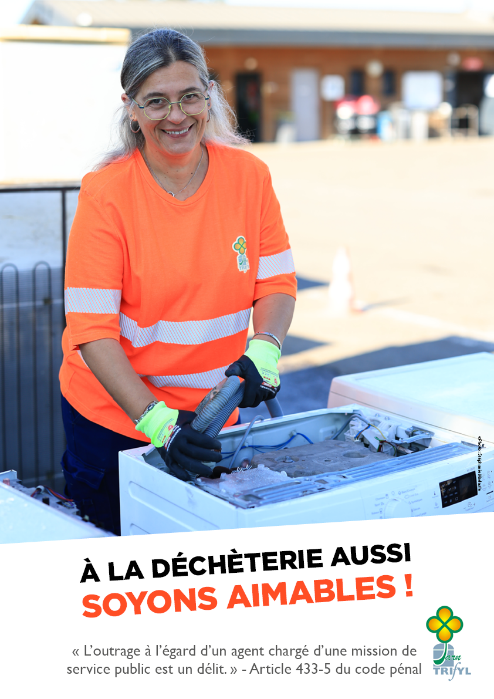 À LA DÉCHÈTERIE AUSSI
SOYONS AIMABLES !
« L’outrage à l’égard d’un agent chargé d’une mission de
service public est un délit. » - Article 433-5 du code pénal
Tarn
TRIFYL